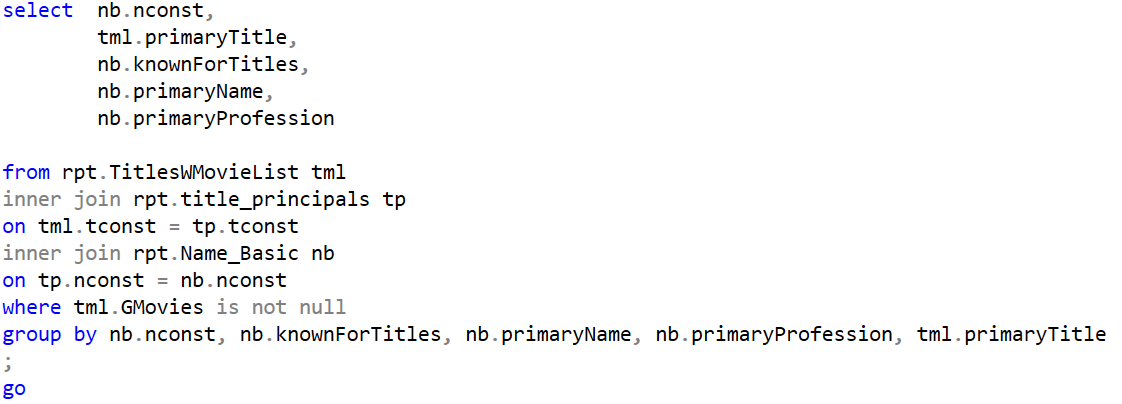 select  nb.nconst,
        tml.primaryTitle,
        nb.knownForTitles,
        nb.primaryName,
        nb.primaryProfession
from rpt.TitlesWMovieList tml
inner join rpt.title_principals tp
on tml.tconst = tp.tconst
inner join rpt.Name_Basic nb
on tp.nconst = nb.nconst
where tml.GMovies is not null
group by nb.nconst, nb.knownForTitles, nb.primaryName, nb.primaryProfession, tml.primaryTitle
;
go